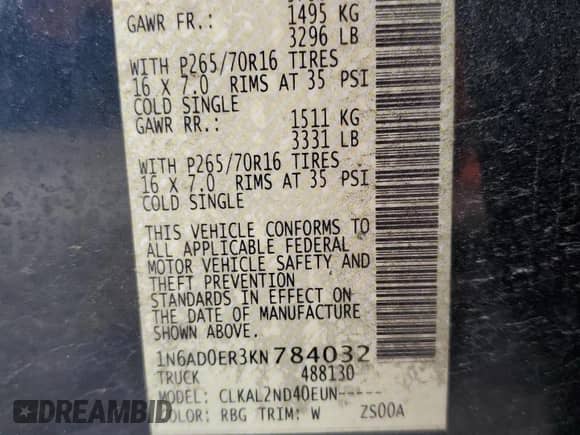 GAWR FR.: 1495 KG
3296 LB
WITH P265/70R16 TIRES
16 X 7.0 RIMS AT 35 PSI
COLD SINGLE
GAWR RR.: 1511 KG
3331 LB
WITH P265/70R16 TIRES
16 X 7.0 RIMS AT 35 PSI
COLD SINGLE
THIS VEHICLE CONFORMS TO
ALL APPLICABLE FEDERAL
MOTOR VEHICLE SAFETY AND
THEFT PREVENTION
STANDARDS IN EFFECT ON
THE DATE OF MANUFACTURE
SHOWN ABOVE.
1N6AD0ER3KN784032
TRUCK 488130
MODEL: CLKAL2ND40EUN-----
COLOR: RBG TRIM: W ZS00A
FREEBIDHUNTER